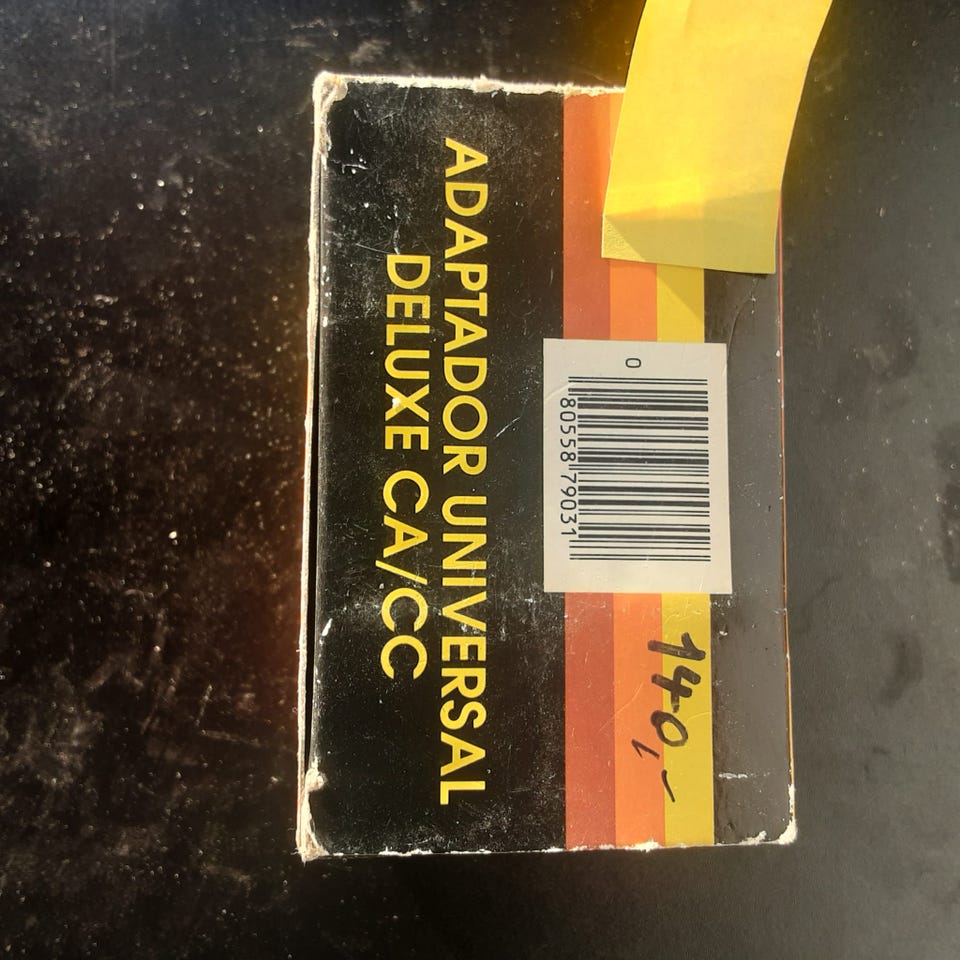 ADAPTADOR UNIVERSAL
DELUXE CA/CC
0
80558 79031
140,-